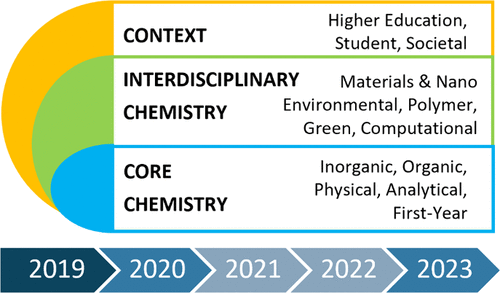 CONTEXT
Higher Education,
Student, Societal
INTERDISCIPLINARY
CHEMISTRY
Materials & Nano
Environmental, Polymer,
Green, Computational
CORE
CHEMISTRY
Inorganic, Organic,
Physical, Analytical,
First-Year
2019 2020 2021 2022 2023